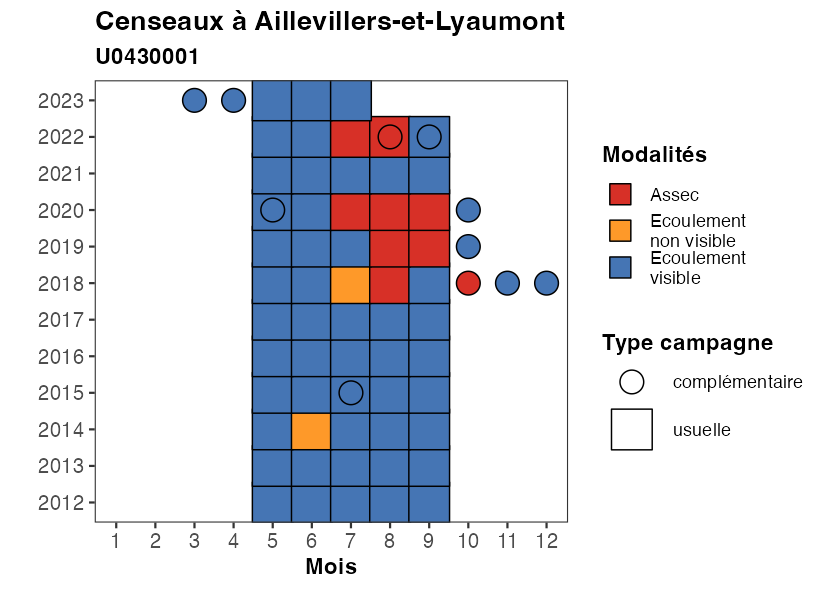 Censeaux à Aillevillers-et-Lyaumont
U0430001
2023
2022
2021
2020
2019
2018
2017
2016
2015
2014
2013
2012
1 2 3 4 5 6 7 8 9 10 11 12
Mois
Modalités
Assec
Ecoulement
non visible
Ecoulement
visible
Type campagne
complémentaire
usuelle